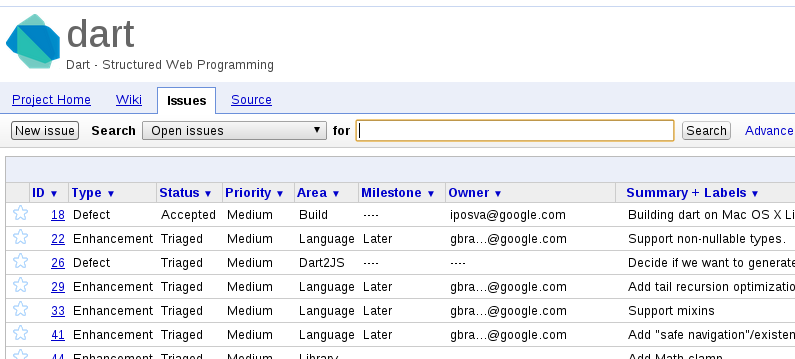 dart
Dart - Structured Web Programming
Project Home Wiki Issues Source
New issue Search Open issues for Search Advance
ID Type Status Priority Area Milestone Owner Summary + Labels
18 Defect Accepted Medium Build ---- iposva@google.com Building dart on Mac OS X Li
22 Enhancement Triaged Medium Language Later gbra...@google.com Support non-nullable types.
26 Defect Triaged Medium Dart2JS ---- ---- Decide if we want to generate
29 Enhancement Triaged Medium Language Later gbra...@google.com Add tail recursion optimizatio
33 Enhancement Triaged Medium Language Later gbra...@google.com Support mixins
41 Enhancement Triaged Medium Language Later gbra...@google.com Add "safe navigation"/existen
44 Enhancement Triaged Medium Library Add Math.clamp